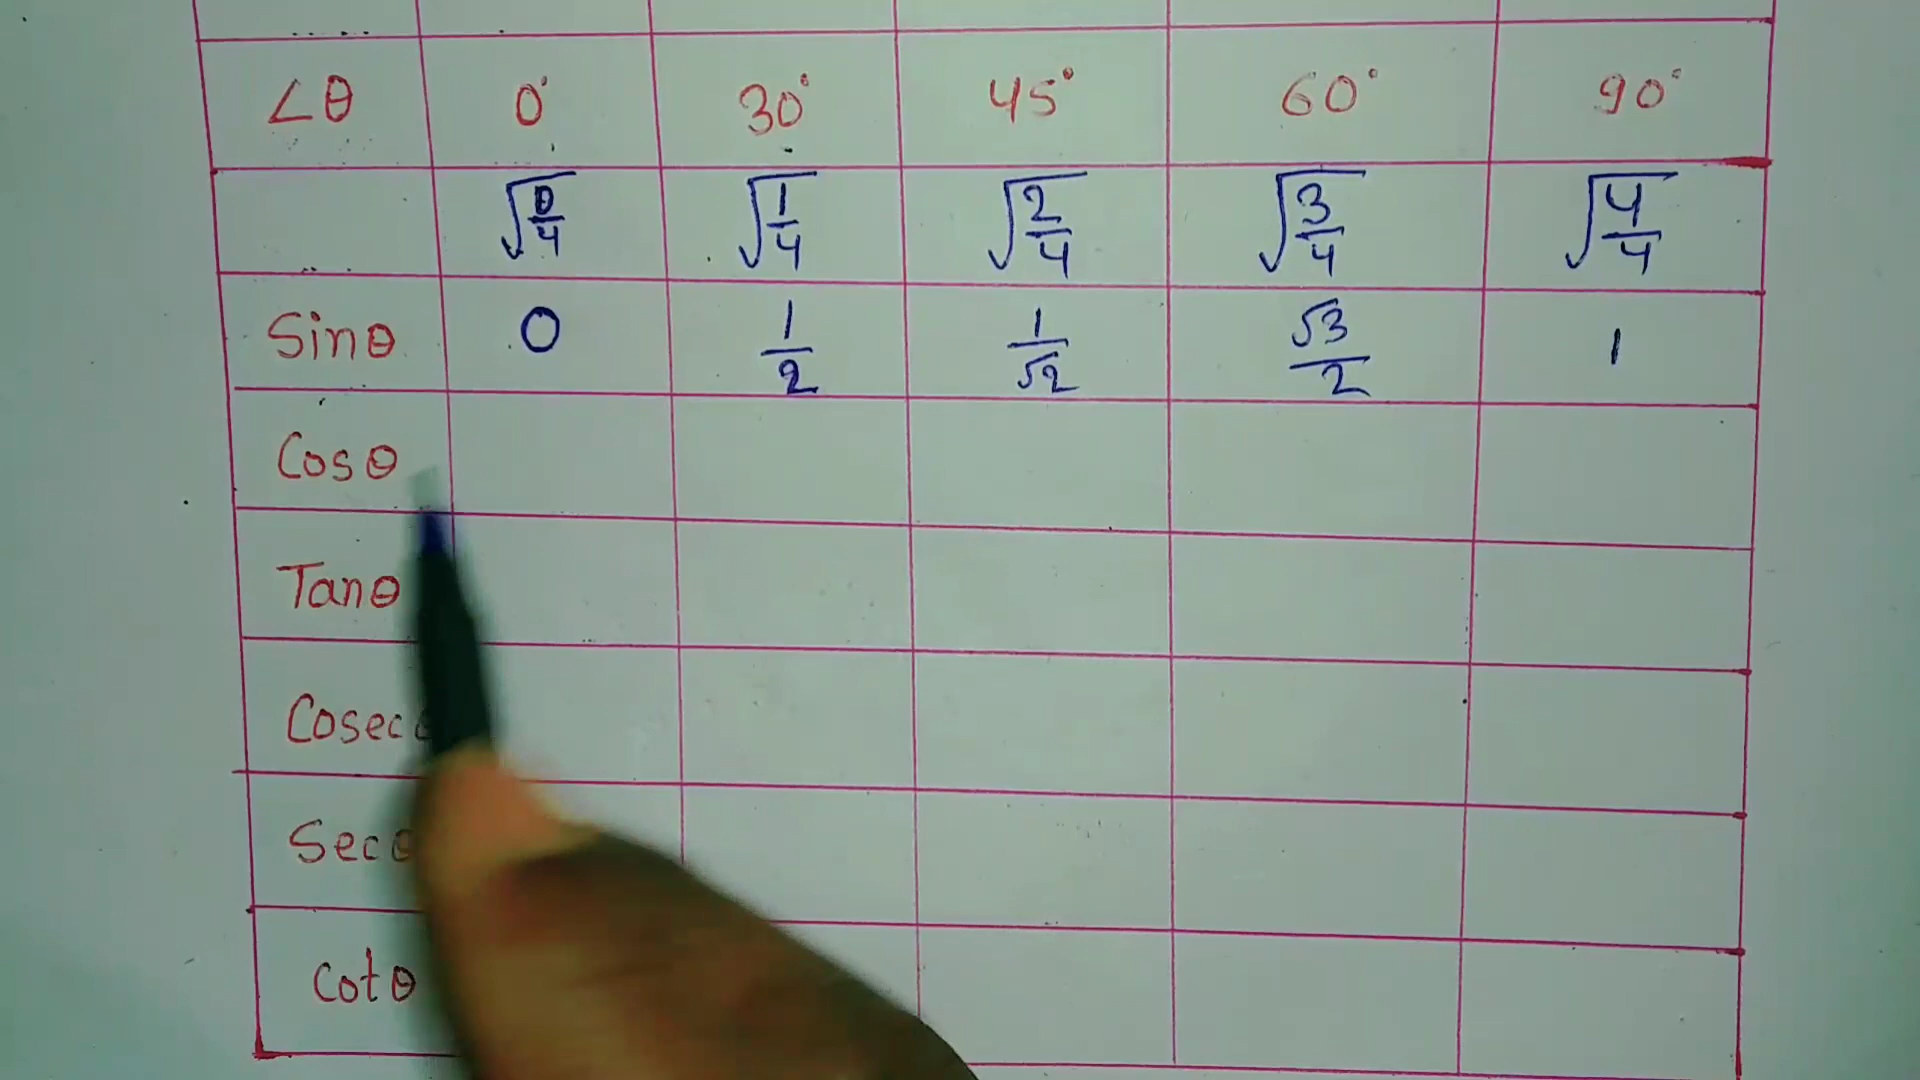 ∠θ 0° 30° 45° 60° 90°
√0/4 √1/4 √2/4 √3/4 √4/4
Sinθ 0 1/2 1/√2 √3/2 1
Cosθ
Tanθ
Cosec
Sec
Cotθ